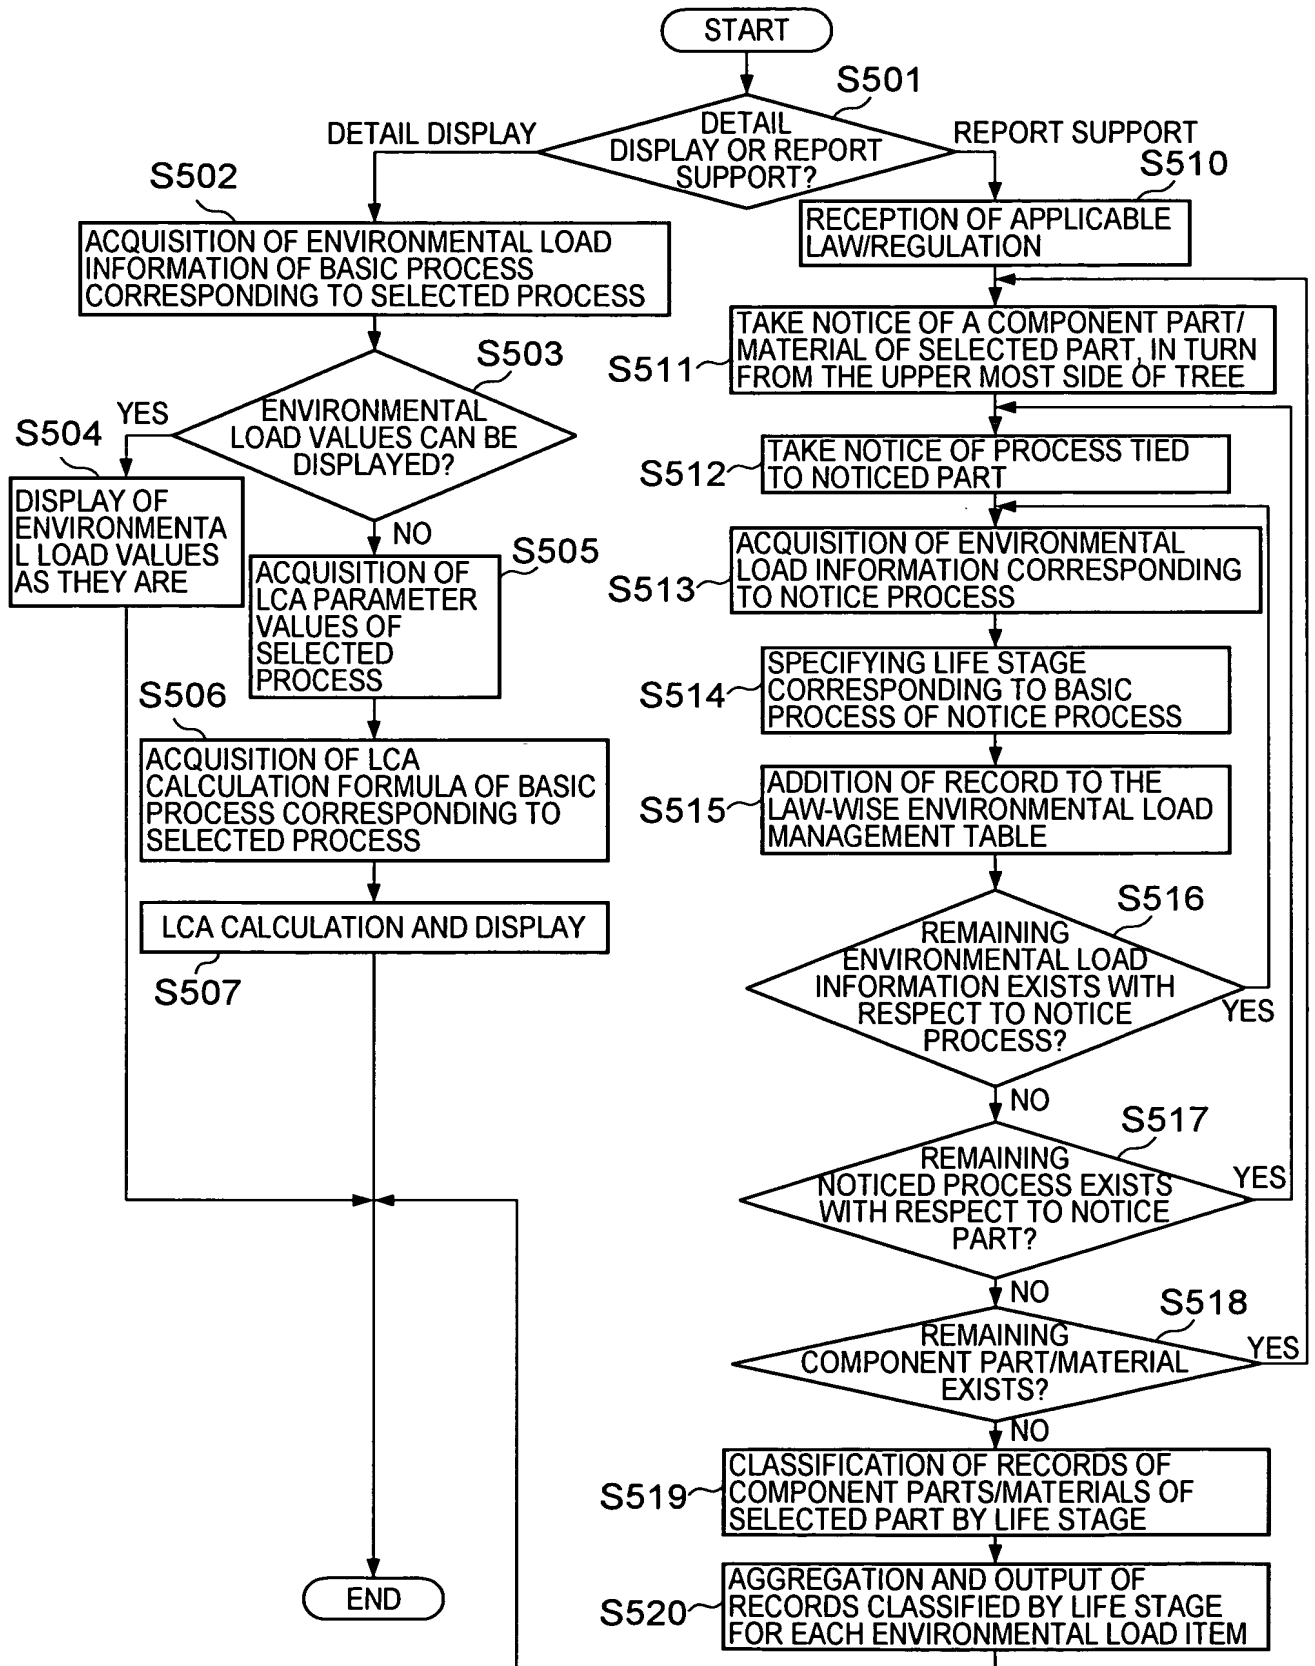 START
S501
DETAIL
DISPLAY OR REPORT
SUPPORT?
DETAIL DISPLAY
REPORT SUPPORT
S502
ACQUISITION OF ENVIRONMENTAL LOAD
INFORMATION OF BASIC PROCESS
CORRESPONDING TO SELECTED PROCESS
S503
ENVIRONMENTAL
LOAD VALUES CAN BE
DISPLAYED?
YES
S504
DISPLAY OF
ENVIRONMENTA
L LOAD VALUES
AS THEY ARE
NO
S505
ACQUISITION OF
LCA PARAMETER
VALUES OF
SELECTED
PROCESS
S506
ACQUISITION OF LCA
CALCULATION FORMULA OF BASIC
PROCESS CORRESPONDING TO
SELECTED PROCESS
LCA CALCULATION AND DISPLAY
S507
END
S510
RECEPTION OF APPLICABLE
LAW/REGULATION
S511
TAKE NOTICE OF A COMPONENT PART/
MATERIAL OF SELECTED PART, IN TURN
FROM THE UPPER MOST SIDE OF TREE
S512
TAKE NOTICE OF PROCESS TIED
TO NOTICED PART
S513
ACQUISITION OF ENVIRONMENTAL
LOAD INFORMATION CORRESPONDING
TO NOTICE PROCESS
S514
SPECIFYING LIFE STAGE
CORRESPONDING TO BASIC
PROCESS OF NOTICE PROCESS
S515
ADDITION OF RECORD TO THE
LAW-WISE ENVIRONMENTAL LOAD
MANAGEMENT TABLE
S516
REMAINING
ENVIRONMENTAL LOAD
INFORMATION EXISTS WITH
RESPECT TO NOTICE
PROCESS?
YES
NO
S517
REMAINING
NOTICED PROCESS EXISTS
WITH RESPECT TO NOTICE
PART?
YES
NO
S518
REMAINING
COMPONENT PART/MATERIAL
EXISTS?
YES
NO
S519
CLASSIFICATION OF RECORDS OF
COMPONENT PARTS/MATERIALS OF
SELECTED PART BY LIFE STAGE
S520
AGGREGATION AND OUTPUT OF
RECORDS CLASSIFIED BY LIFE STAGE
FOR EACH ENVIRONMENTAL LOAD ITEM